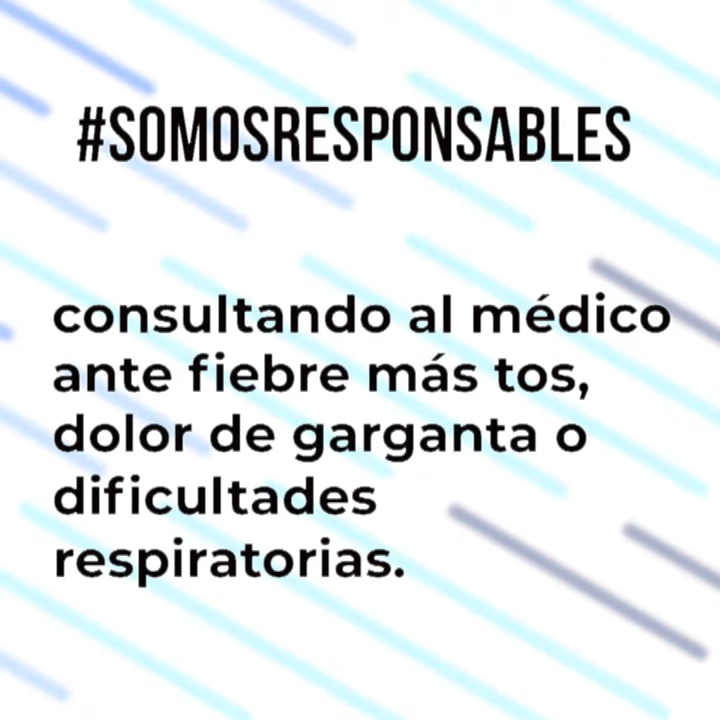 #SOMOSRESPONSABLES
consultando al médico
ante fiebre más tos,
dolor de garganta o
dificultades
respiratorias.